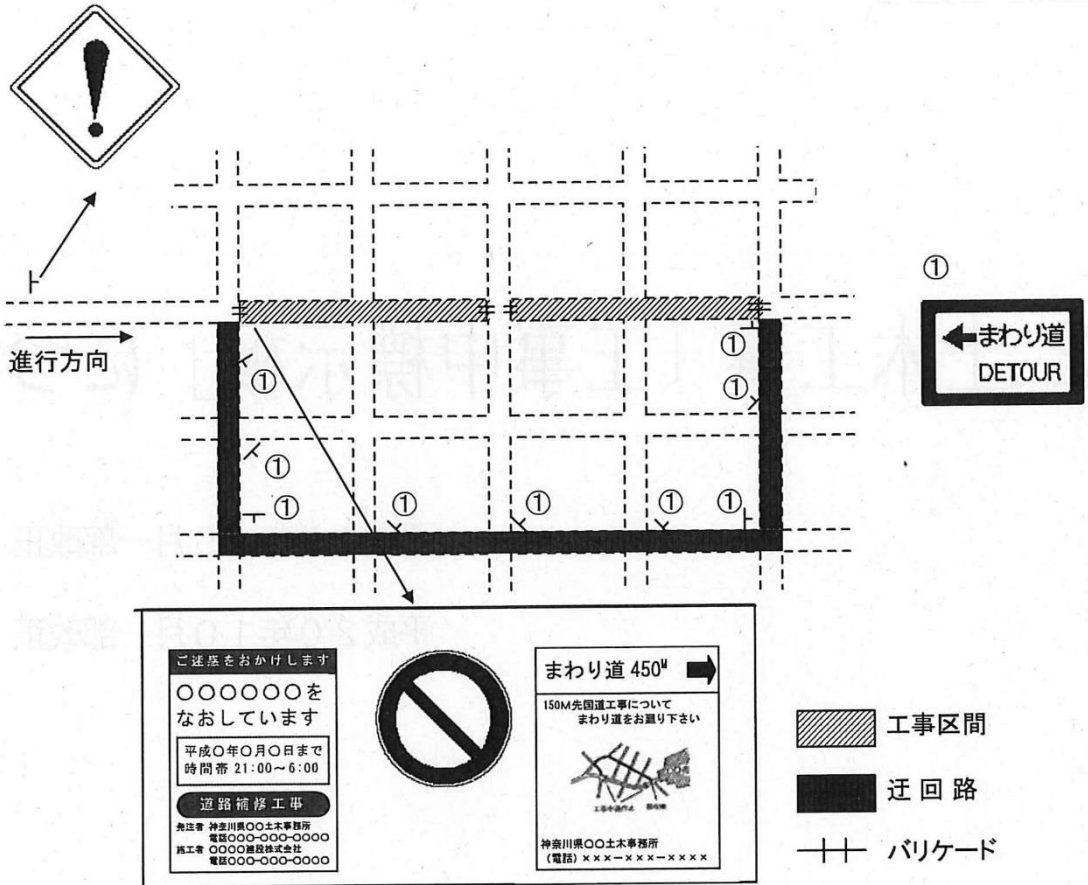 進行方向
①
①
①
①
①
①
①
①
①
①
まわり道
DETOUR
ご迷惑をおかけします
○○○○○○を
なおしています
平成○年○月○日まで
時間帯 21:00～6:00
道路補修工事
発注者 神奈川県○○土木事務所
電話○○○-○○○-○○○○
施工者 ○○○○建設株式会社
電話○○○-○○○-○○○○
まわり道 450M
150M先国道工事について
まわり道をお廻り下さい
神奈川県○○土木事務所
(電話) ×××-×××-××××
工事区間
迂回路
バリケード